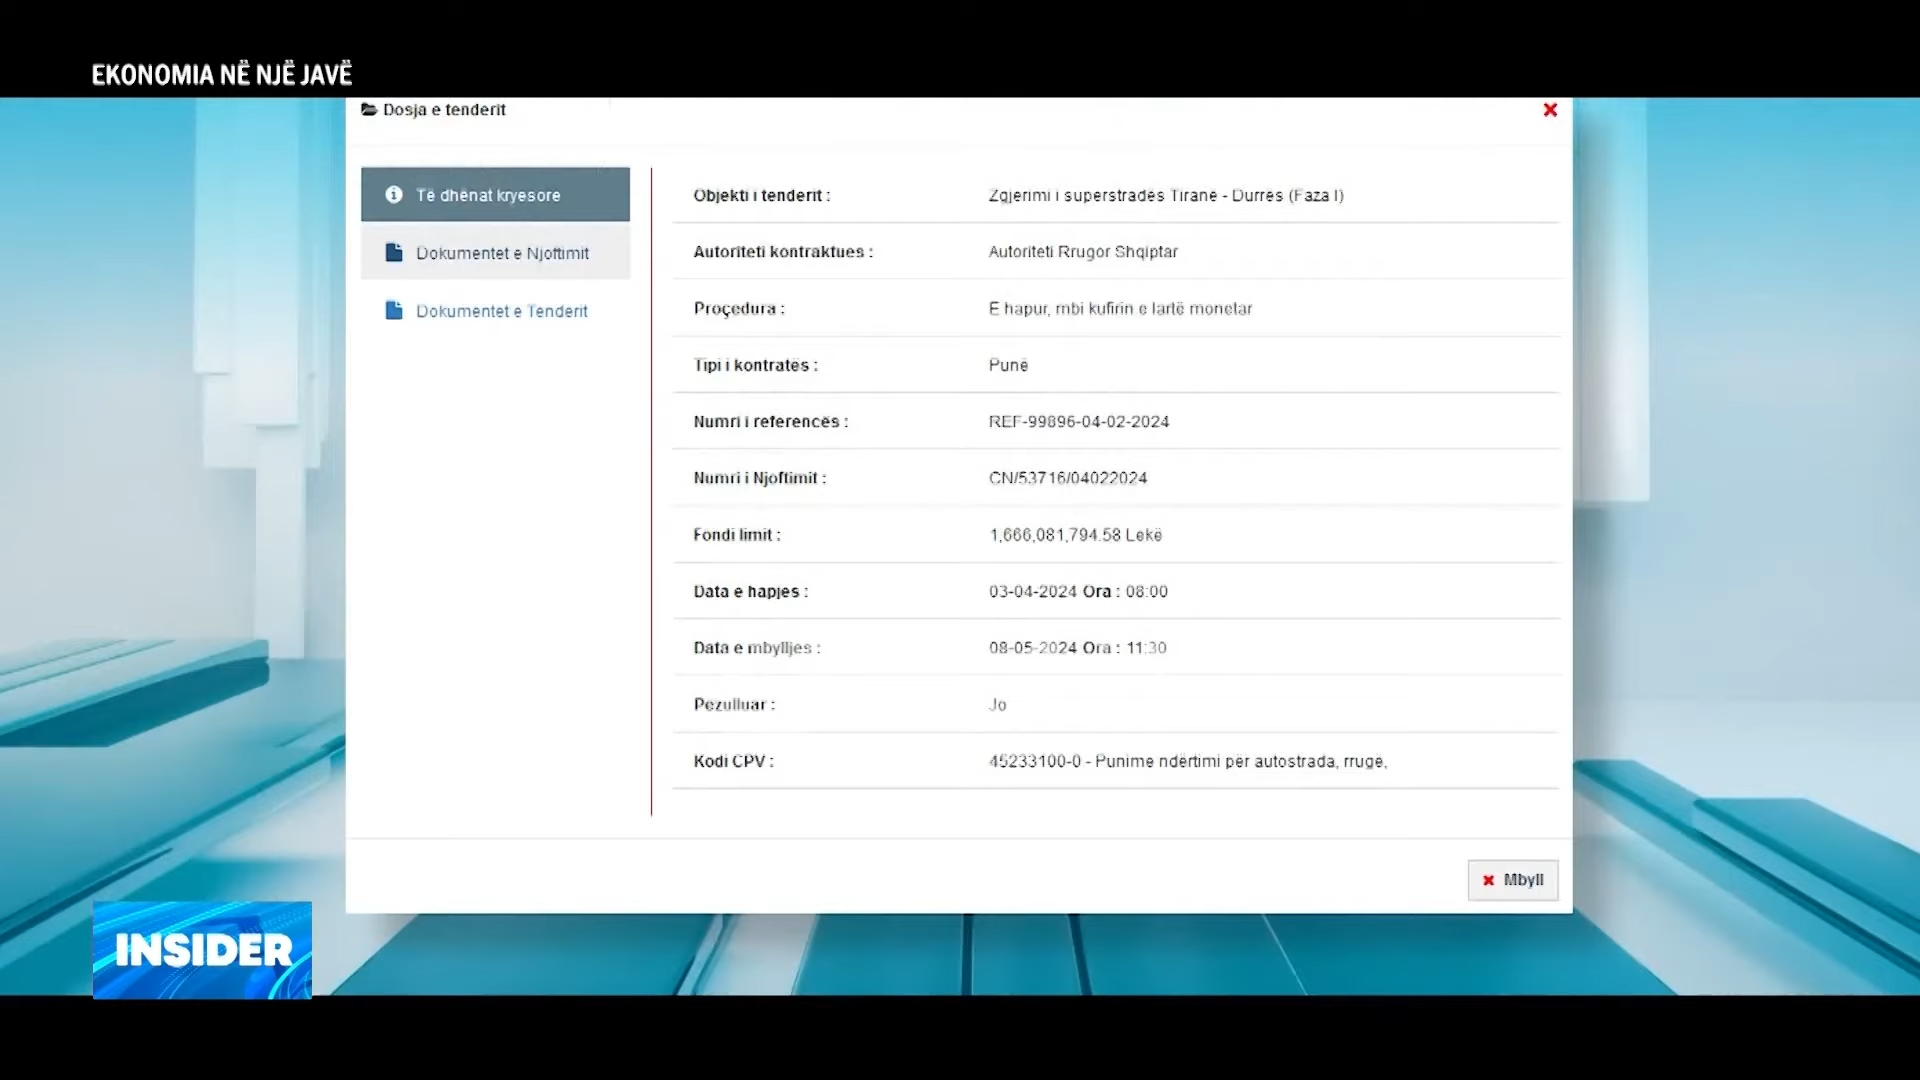 EKONOMIA NË NJË JAVË
Dosja e tenderit
Të dhënat kryesore
Dokumentet e Njoftimit
Dokumentet e Tenderit
Objekti i tenderit : Zgjerimi i superstradës Tiranë - Durrës (Faza I)
Autoriteti kontraktues : Autoriteti Rrugor Shqiptar
Proçedura : E hapur, mbi kufirin e lartë monetar
Tipi i kontratës : Punë
Numri i referencës : REF-99896-04-02-2024
Numri i Njoftimit : CN/53716/04022024
Fondi limit : 1,666,081,794.58 Lekë
Data e hapjes : 03-04-2024 Ora : 08:00
Data e mbylljes : 08-05-2024 Ora : 11:30
Pezulluar : Jo
Kodi CPV : 45233100-0 - Punime ndërtimi për autostrada, rrugë,
Mbyll
INSIDER